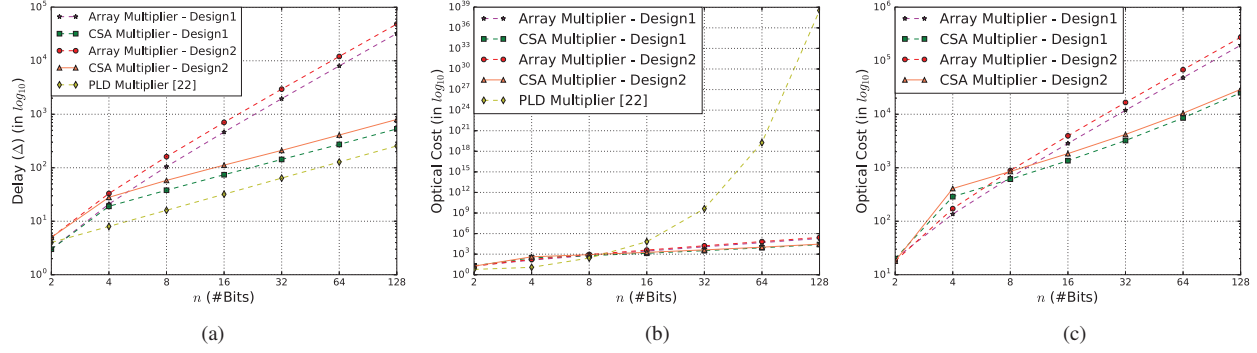 10^5
10^4
10^3
10^2
10^1
10^0
Delay (Δ) (in log_10)
Array Multiplier - Design1
CSA Multiplier - Design1
Array Multiplier - Design2
CSA Multiplier - Design2
PLD Multiplier [22]
2 4 8 16 32 64 128
n (#Bits)
(a)
10^39
10^36
10^33
10^30
10^27
10^24
10^21
10^18
10^15
10^12
10^9
10^6
10^3
10^0
Optical Cost (in log_10)
Array Multiplier - Design1
CSA Multiplier - Design1
Array Multiplier - Design2
CSA Multiplier - Design2
PLD Multiplier [22]
2 4 8 16 32 64 128
n (#Bits)
(b)
10^6
10^5
10^4
10^3
10^2
10^1
Optical Cost (in log_10)
Array Multiplier - Design1
CSA Multiplier - Design1
Array Multiplier - Design2
CSA Multiplier - Design2
2 4 8 16 32 64 128
n (#Bits)
(c)